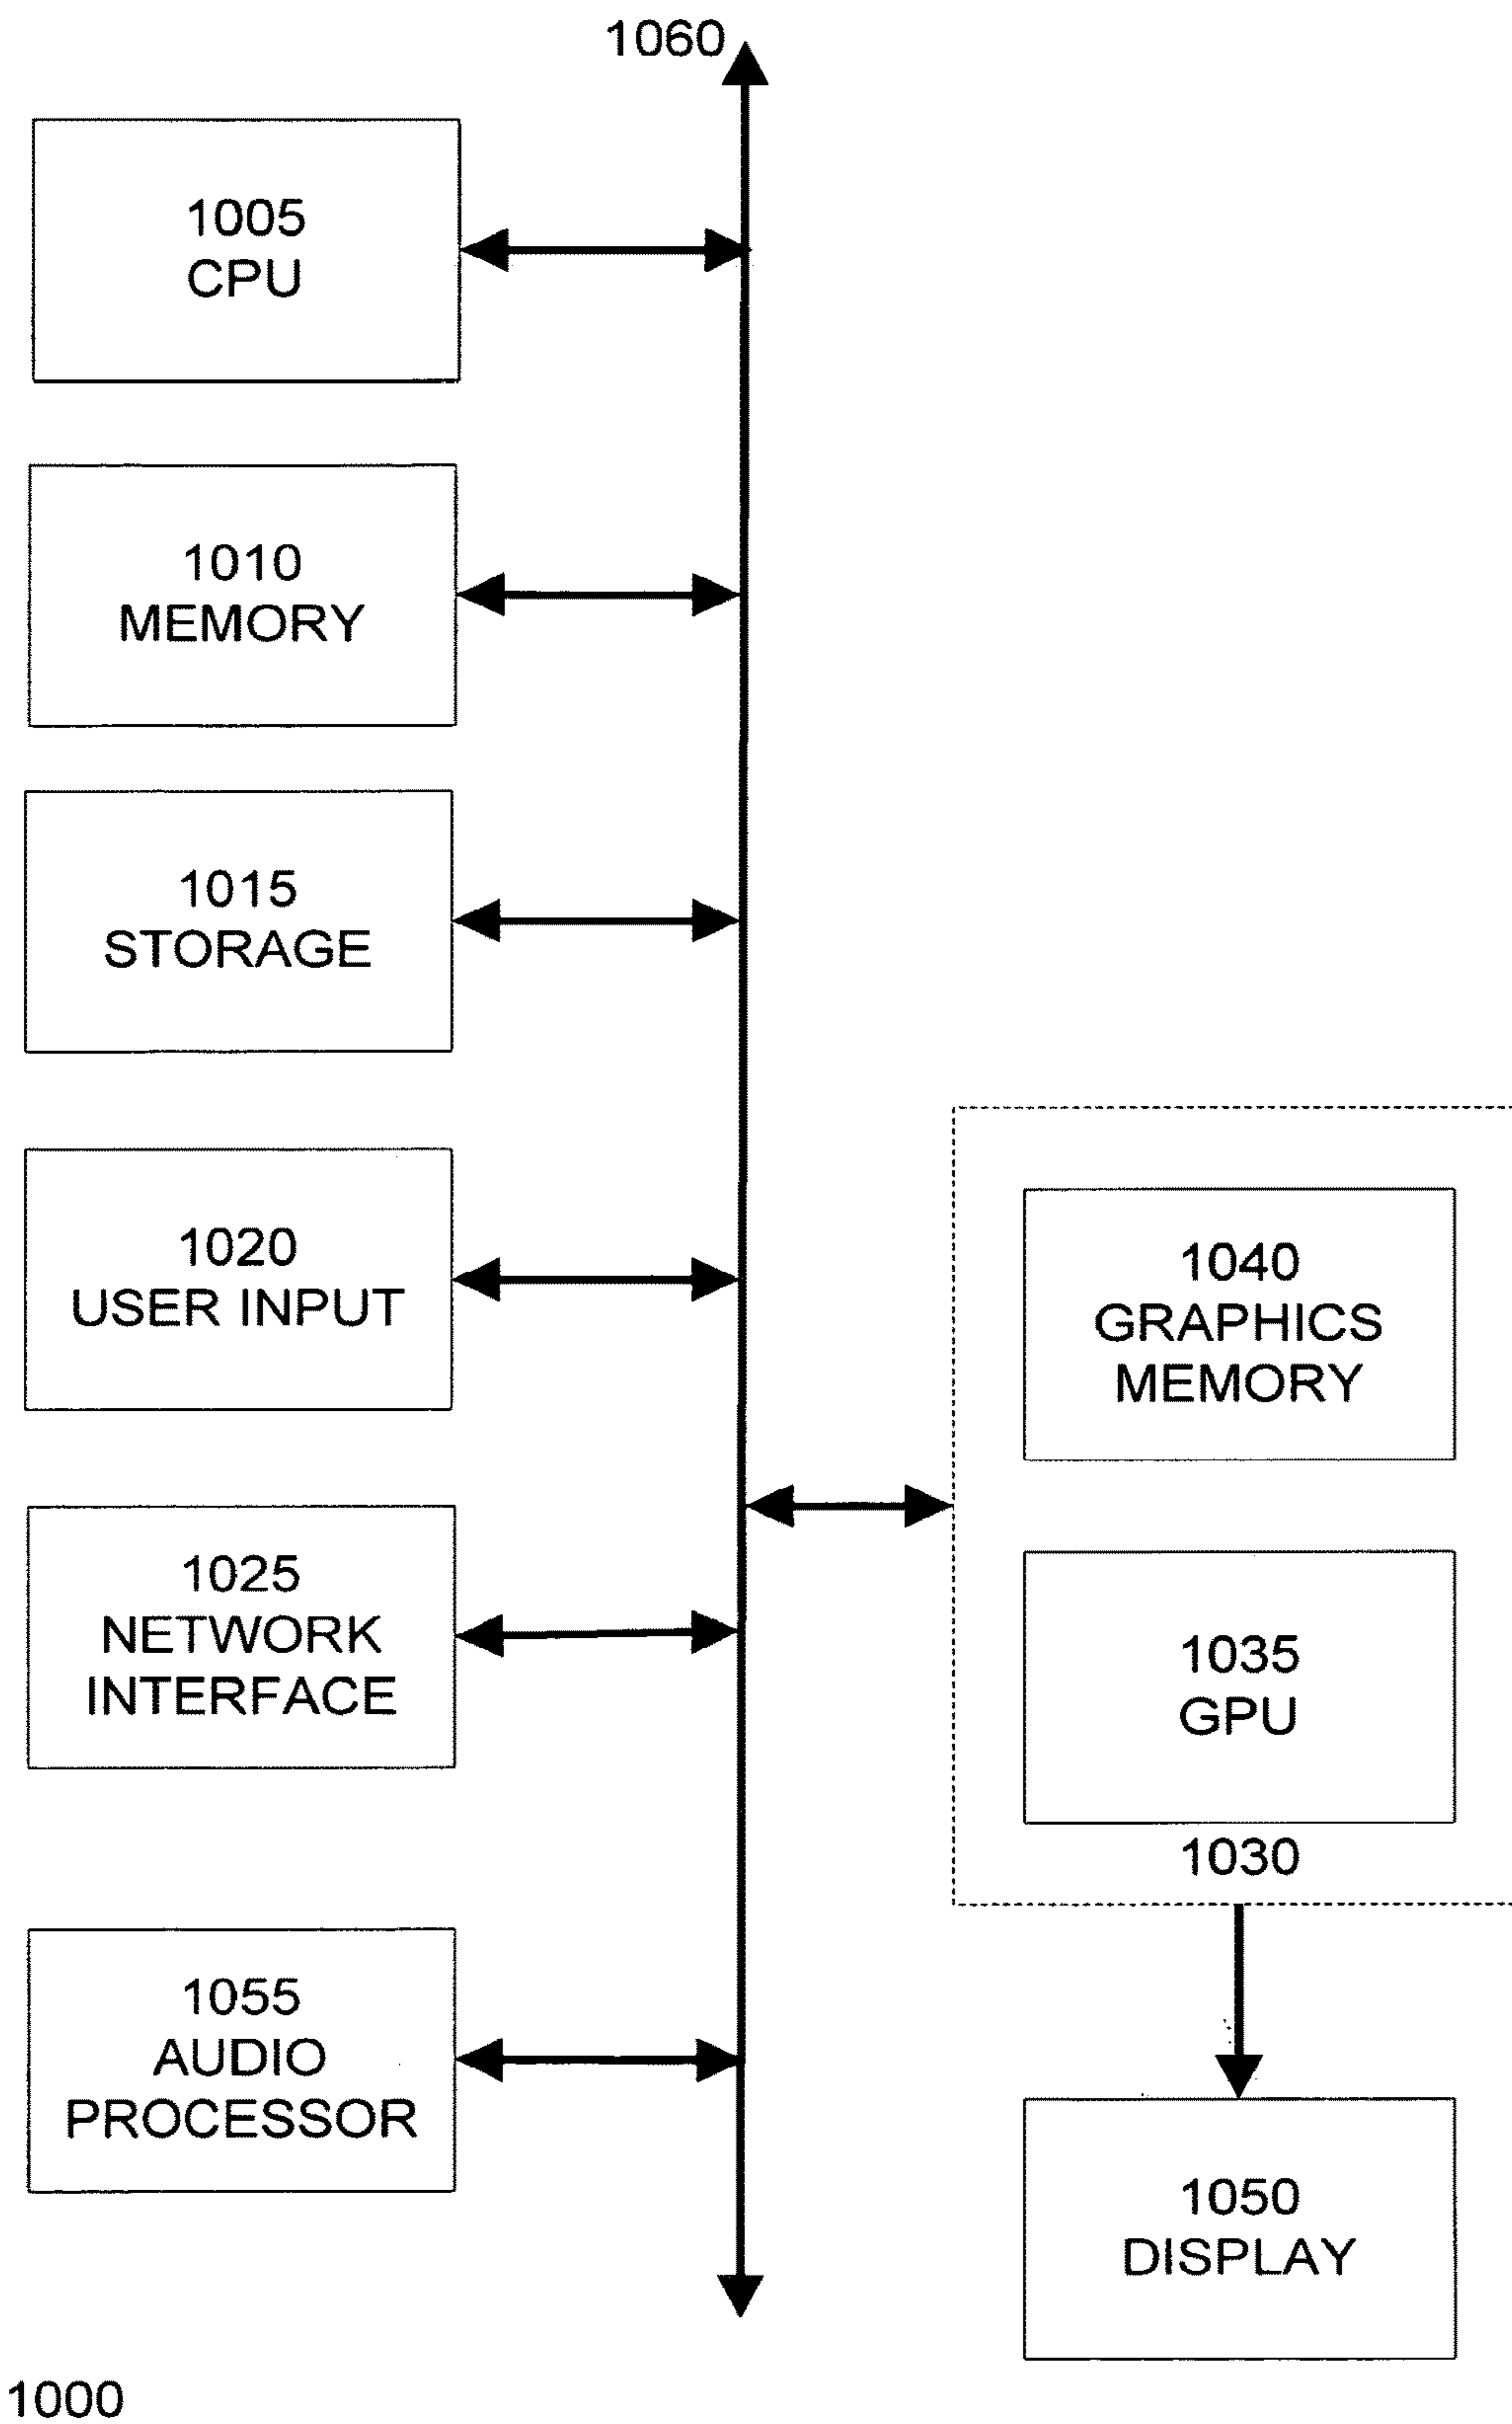 1060
1005
CPU
1010
MEMORY
1015
STORAGE
1020
USER INPUT
1025
NETWORK
INTERFACE
1055
AUDIO
PROCESSOR
1040
GRAPHICS
MEMORY
1035
GPU
1030
1050
DISPLAY
1000